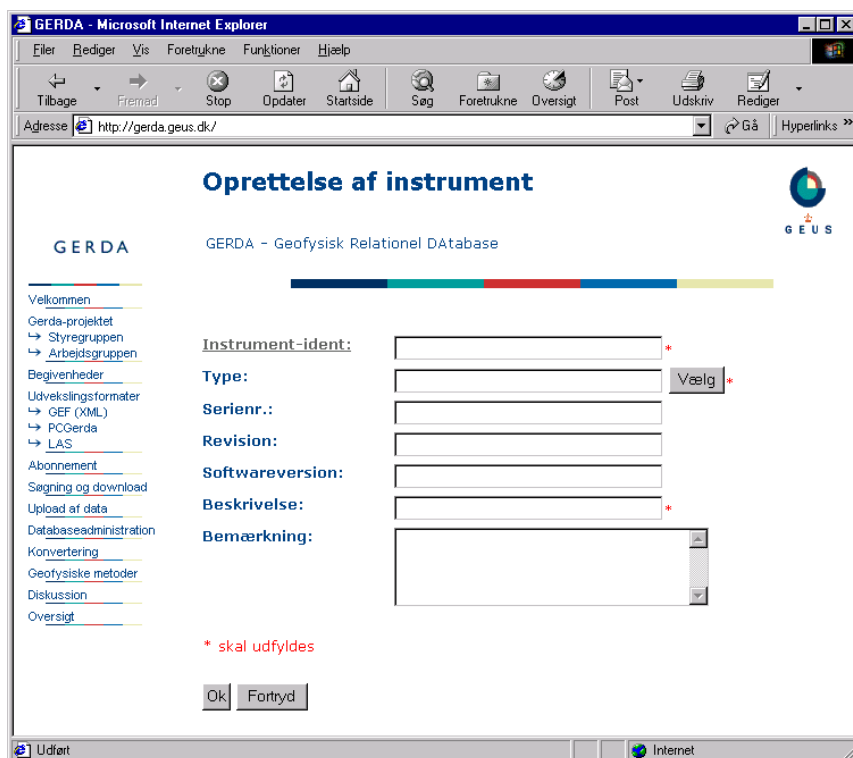 GERDA - Microsoft Internet Explorer
Filer Rediger Vis Foretrukne Funktioner Hjælp
Tilbage Fremad Stop Opdater Startside Søg Foretrukne Oversigt Post Udskriv Rediger
Adresse http://gerda.geus.dk/ Gå Hyperlinks »
Oprettelse af instrument
GEUS
GERDA
GERDA - Geofysisk Relationel DAtabase
Velkommen
Gerda-projektet
↪ Styregruppen
↪ Arbejdsgruppen
Begivenheder
Udvekslingsformater
↪ GEF (XML)
↪ PCGerda
↪ LAS
Abonnement
Søgning og download
Upload af data
Databaseadministration
Konvertering
Geofysiske metoder
Diskussion
Oversigt
Instrument-ident: *
Type: Vælg *
Serienr.:
Revision:
Softwareversion:
Beskrivelse: *
Bemærkning:
* skal udfyldes
Ok Fortryd
Udført Internet